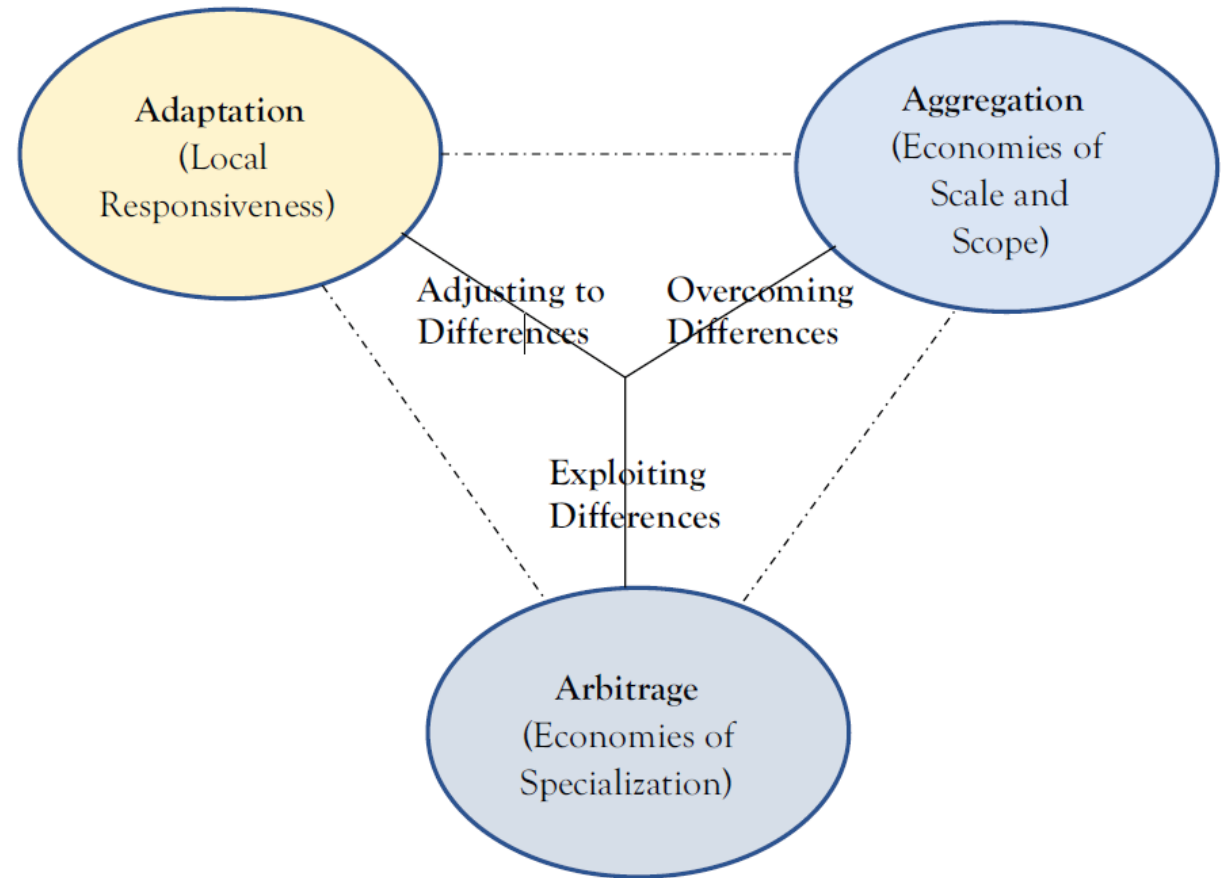 Adaptation
(Local
Responsiveness)
Aggregation
(Economies of
Scale and
Scope)
Adjusting to
Differences
Overcoming
Differences
Exploiting
Differences
Arbitrage
(Economies of
Specialization)